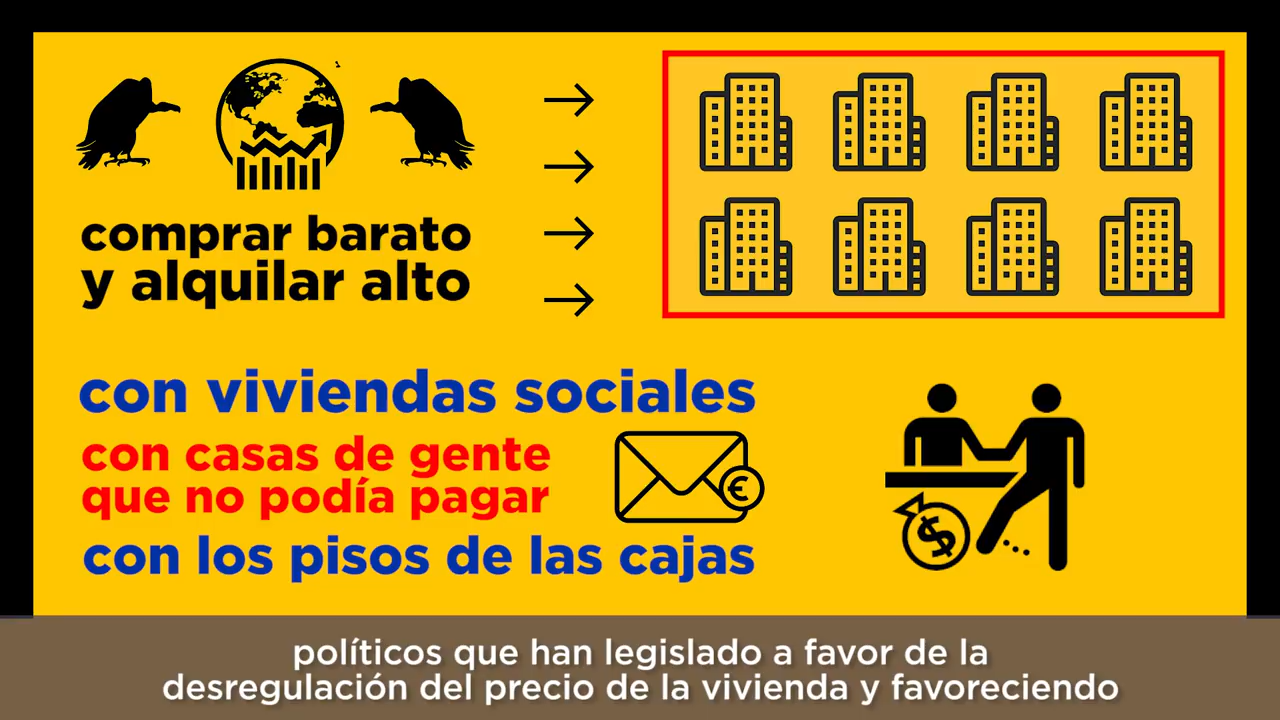 comprar barato
y alquilar alto
con viviendas sociales
con casas de gente
que no podía pagar
€
con los pisos de las cajas
$
políticos que han legislado a favor de la
desregulación del precio de la vivienda y favoreciendo